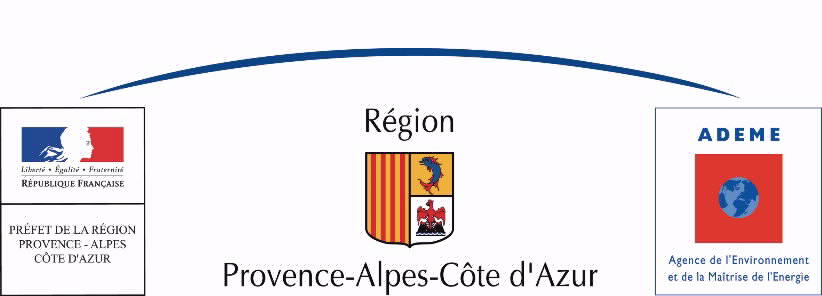 Liberté • Égalité • Fraternité
RÉPUBLIQUE FRANÇAISE
PRÉFET DE LA RÉGION
PROVENCE - ALPES
CÔTE D'AZUR
Région
Provence-Alpes-Côte d'Azur
ADEME
Agence de l'Environnement
et de la Maîtrise de l'Energie